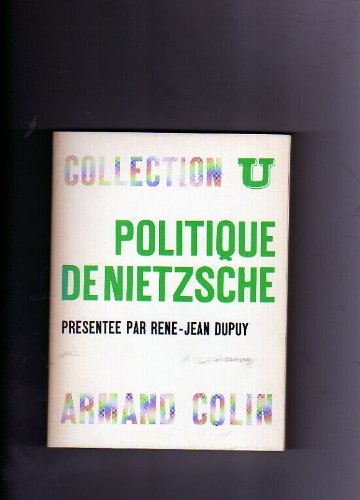 COLLECTION U
POLITIQUE
DE NIETZSCHE
PRESENTEE PAR RENE-JEAN DUPUY
ARMAND COLIN